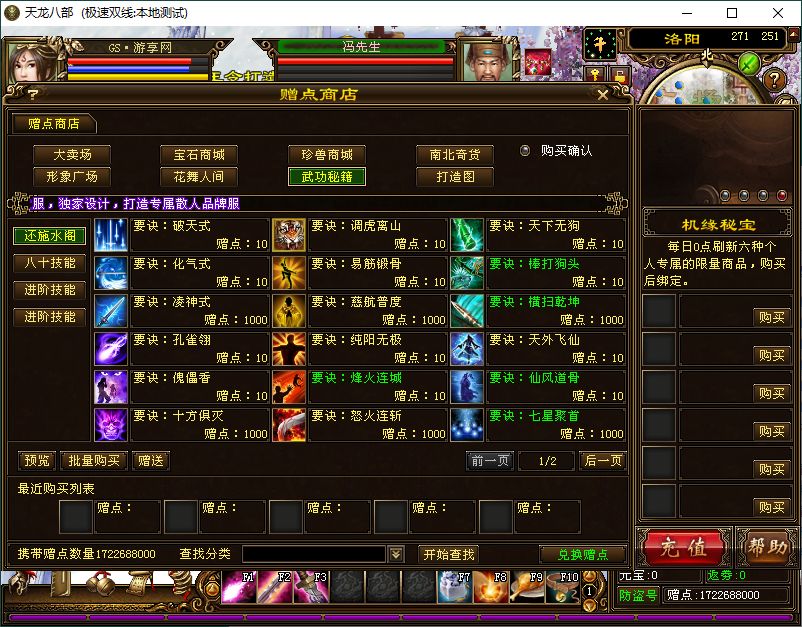 天龙八部 (极速双线:本地测试)
GS·游享网
冯先生
洛阳
271 251
北
赠点商店
赠点商店
大卖场
宝石商城
珍兽商城
南北奇货
购买确认
形象广场
花舞人间
武功秘籍
打造图
服，独家设计，打造专属散人品牌服
还施水阁
八十技能
进阶技能
进阶技能
要诀：破天式
赠点：10
要诀：调虎离山
赠点：10
要诀：天下无狗
赠点：10
要诀：化气式
赠点：10
要诀：易筋锻骨
赠点：10
要诀：棒打狗头
赠点：10
要诀：凌神式
赠点：1000
要诀：慈航普度
赠点：1000
要诀：横扫乾坤
赠点：1000
要诀：孔雀翎
赠点：10
要诀：纯阳无极
赠点：10
要诀：天外飞仙
赠点：10
要诀：傀儡香
赠点：10
要诀：烽火连城
赠点：10
要诀：仙风道骨
赠点：10
要诀：十方俱灭
赠点：1000
要诀：怒火连斩
赠点：1000
要诀：七星聚首
赠点：1000
预览
批量购买
赠送
前一页
1/2
后一页
最近购买列表
赠点：
赠点：
赠点：
赠点：
赠点：
携带赠点数量1722688000
查找分类
开始查找
兑换赠点
机缘秘宝
每日0点刷新六种个
人专属的限量商品，购买
后绑定。
购买
购买
购买
购买
购买
购买
充值
帮助
F1
F2
F3
F7
F8
F9
F10
1
元宝:0
返券:0
防盗号
赠点:1722688000